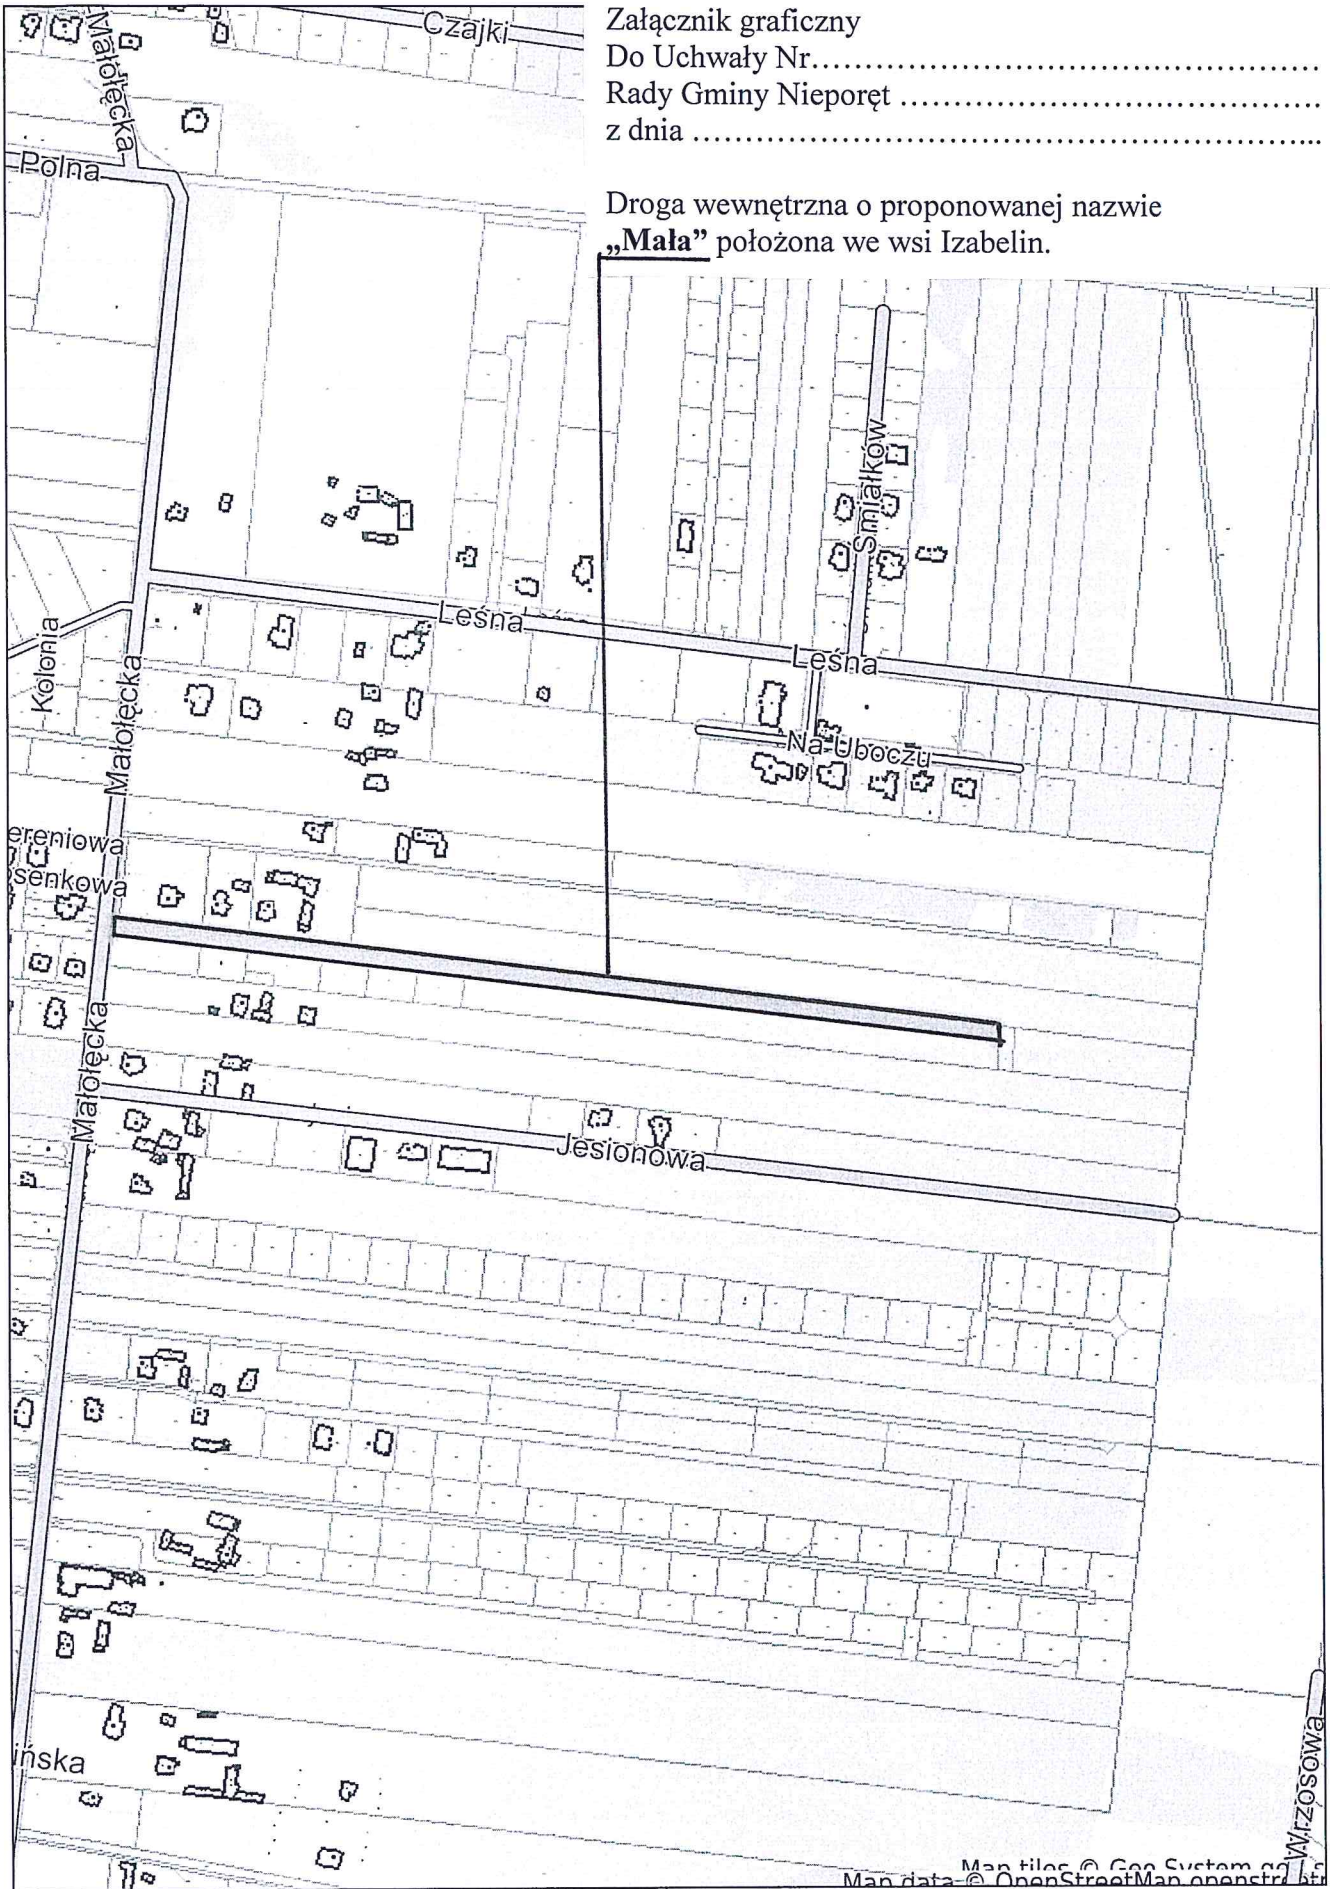 Załącznik graficzny
Do Uchwały Nr……………………………………………….
Rady Gminy Nieporęt …………………………………….
z dnia ………………………………………………………...
Droga wewnętrzna o proponowanej nazwie
„Mała” położona we wsi Izabelin.
Czajki
Małołęcka
Polna
Śmiałków
Leśna
Leśna
Kolonia
Małołęcka
Na Uboczu
ereniowa
senkowa
Małołęcka
Jesionowa
ińska
Wrzosowa
Map tiles © Geo System
Map data © OpenStreetMap